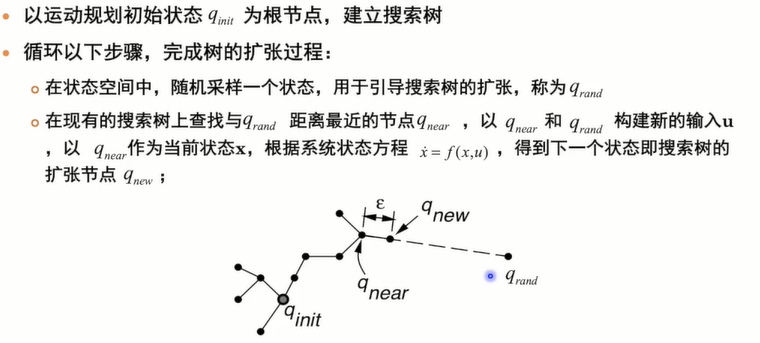 以运动规划初始状态 q_init 为根节点，建立搜索树
循环以下步骤，完成树的扩张过程：
在状态空间中，随机采样一个状态，用于引导搜索树的扩张，称为 q_rand
在现有的搜索树上查找与q_rand 距离最近的节点q_near ，以 q_near 和 q_rand 构建新的输入u
，以 q_near作为当前状态x，根据系统状态方程 ẋ = f(x,u) ，得到下一个状态即搜索树的
扩张节点 q_new ；
ε
q_new
q_near
q_rand
q_init